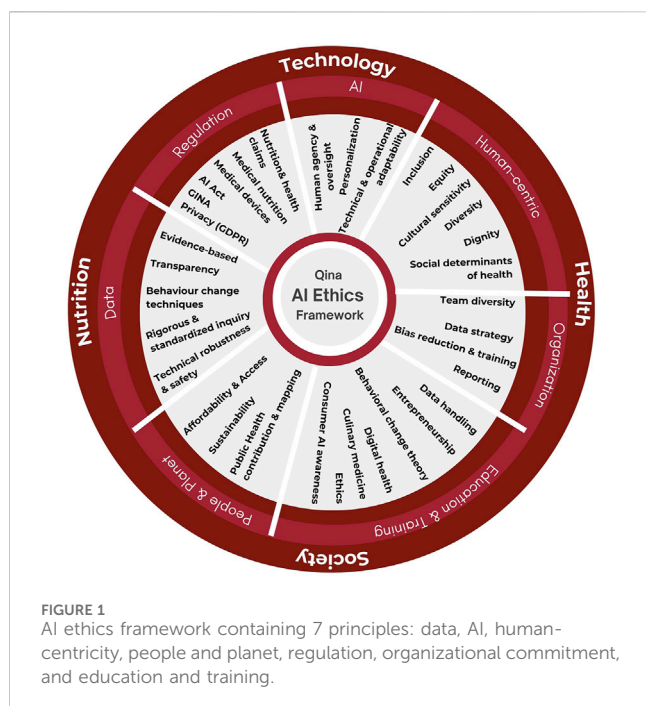 Technology
Health
Society
Nutrition
AI
Human-centric
Organization
Education & Training
People & Planet
Data
Regulation
Human agency &
oversight
Personalization
Technical & operational
adaptability
Inclusion
Equity
Cultural sensitivity
Diversity
Dignity
Social determinants
of health
Team diversity
Data strategy
Bias reduction & training
Reporting
Data handling
Entrepreneurship
Behavioral change theory
Digital health
Culinary medicine
Ethics
Consumer AI awareness
Public Health
contribution & mapping
Sustainability
Affordability & Access
Technical robustness
& safety
Rigorous &
standardized inquiry
Behaviour change
techniques
Transparency
Evidence-based
Privacy (GDPR)
GINA
AI Act
Medical devices
Medical nutrition
Nutrition& health
claims
Qina
AI Ethics
Framework
FIGURE 1
AI ethics framework containing 7 principles: data, AI, human-
centricity, people and planet, regulation, organizational commitment,
and education and training.